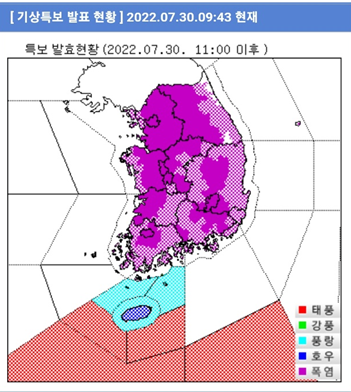 [ 기상특보 발표 현황 ] 2022.07.30.09:43 현재
특보 발효현황(2022.07.30. 11:00 이후 )
태풍
강풍
풍랑
호우
폭염